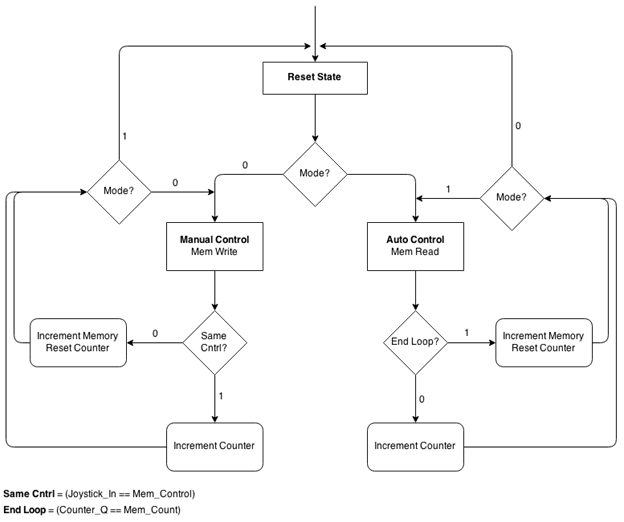 Reset State
1
0
Mode?
0
Mode?
0
1
Mode?
Manual Control
Mem Write
Auto Control
Mem Read
Increment Memory
Reset Counter
0
Same
Cntrl?
End Loop?
1
Increment Memory
Reset Counter
1
0
Increment Counter
Increment Counter
Same Cntrl = (Joystick_In == Mem_Control)
End Loop = (Counter_Q == Mem_Count)